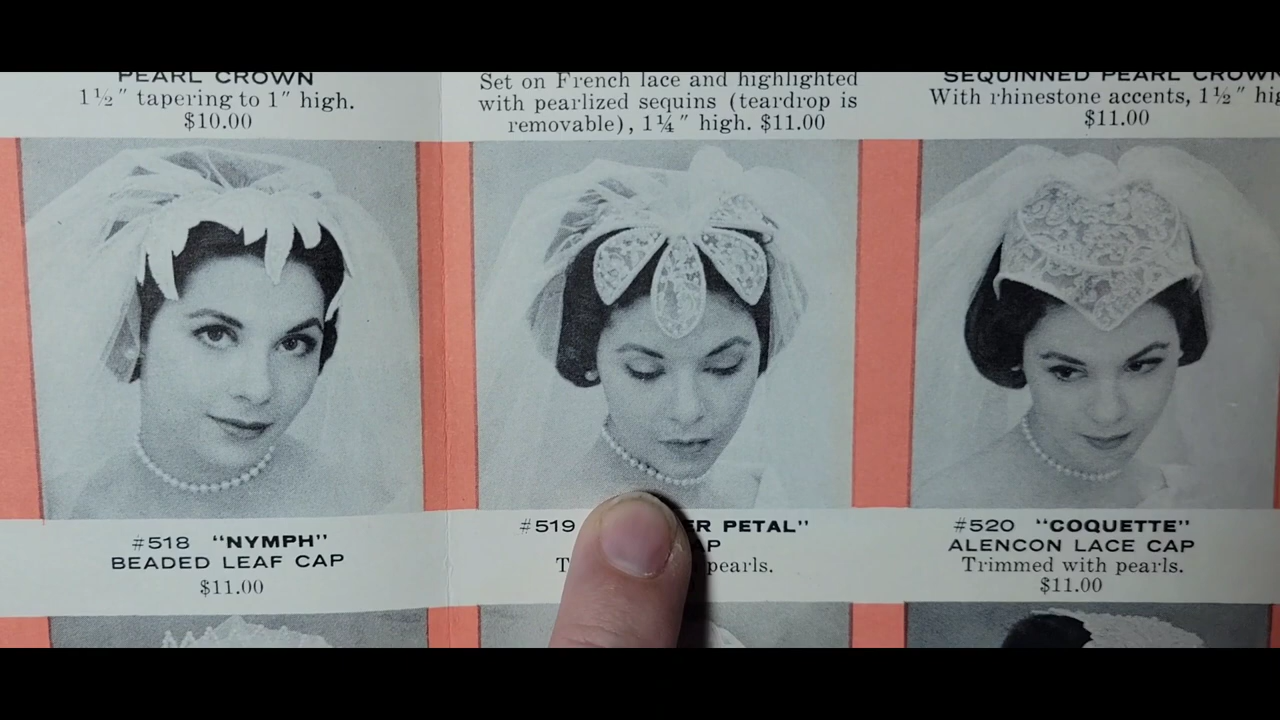 PEARL CROWN
1½″ tapering to 1″ high.
$10.00
Set on French lace and highlighted
with pearlized sequins (teardrop is
removable), 1¼″ high. $11.00
SEQUINNED PEARL CROWN
With rhinestone accents, 1½″
$11.00
#518 "NYMPH"
BEADED LEAF CAP
$11.00
#519 PETAL"
pearls.
#520 "COQUETTE"
ALENCON LACE CAP
Trimmed with pearls.
$11.00